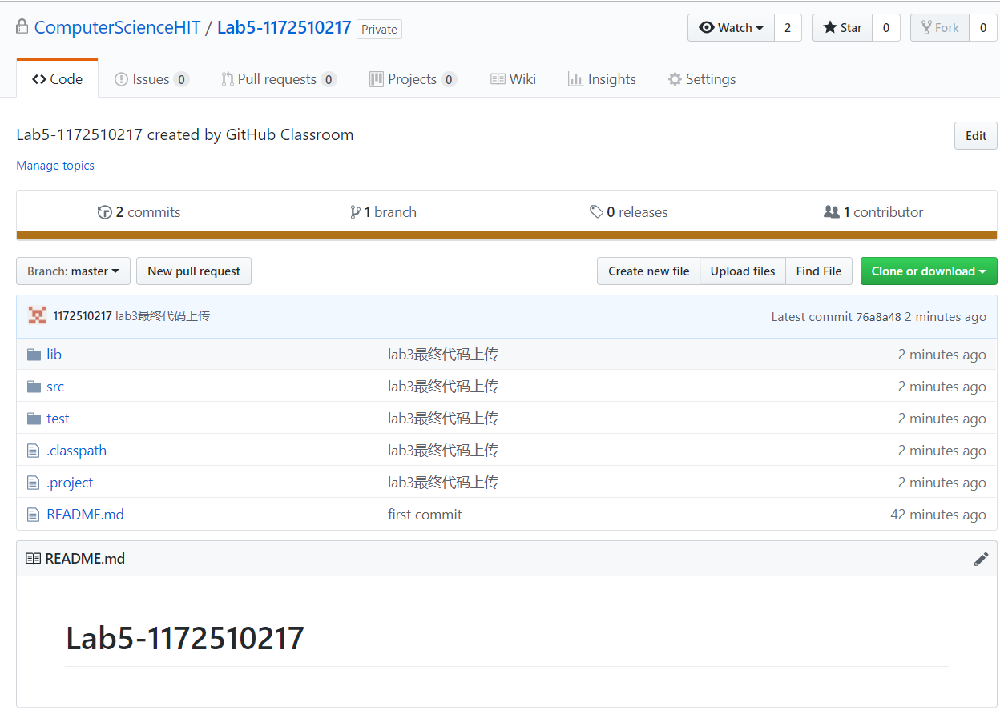 ComputerScienceHIT / Lab5-1172510217 Private Watch 2 Star 0 Fork 0
Code Issues 0 Pull requests 0 Projects 0 Wiki Insights Settings
Lab5-1172510217 created by GitHub Classroom Edit
Manage topics
2 commits 1 branch 0 releases 1 contributor
Branch: master New pull request Create new file Upload files Find File Clone or download
1172510217 lab3最终代码上传 Latest commit 76a8a48 2 minutes ago
lib lab3最终代码上传 2 minutes ago
src lab3最终代码上传 2 minutes ago
test lab3最终代码上传 2 minutes ago
.classpath lab3最终代码上传 2 minutes ago
.project lab3最终代码上传 2 minutes ago
README.md first commit 42 minutes ago
README.md
Lab5-1172510217